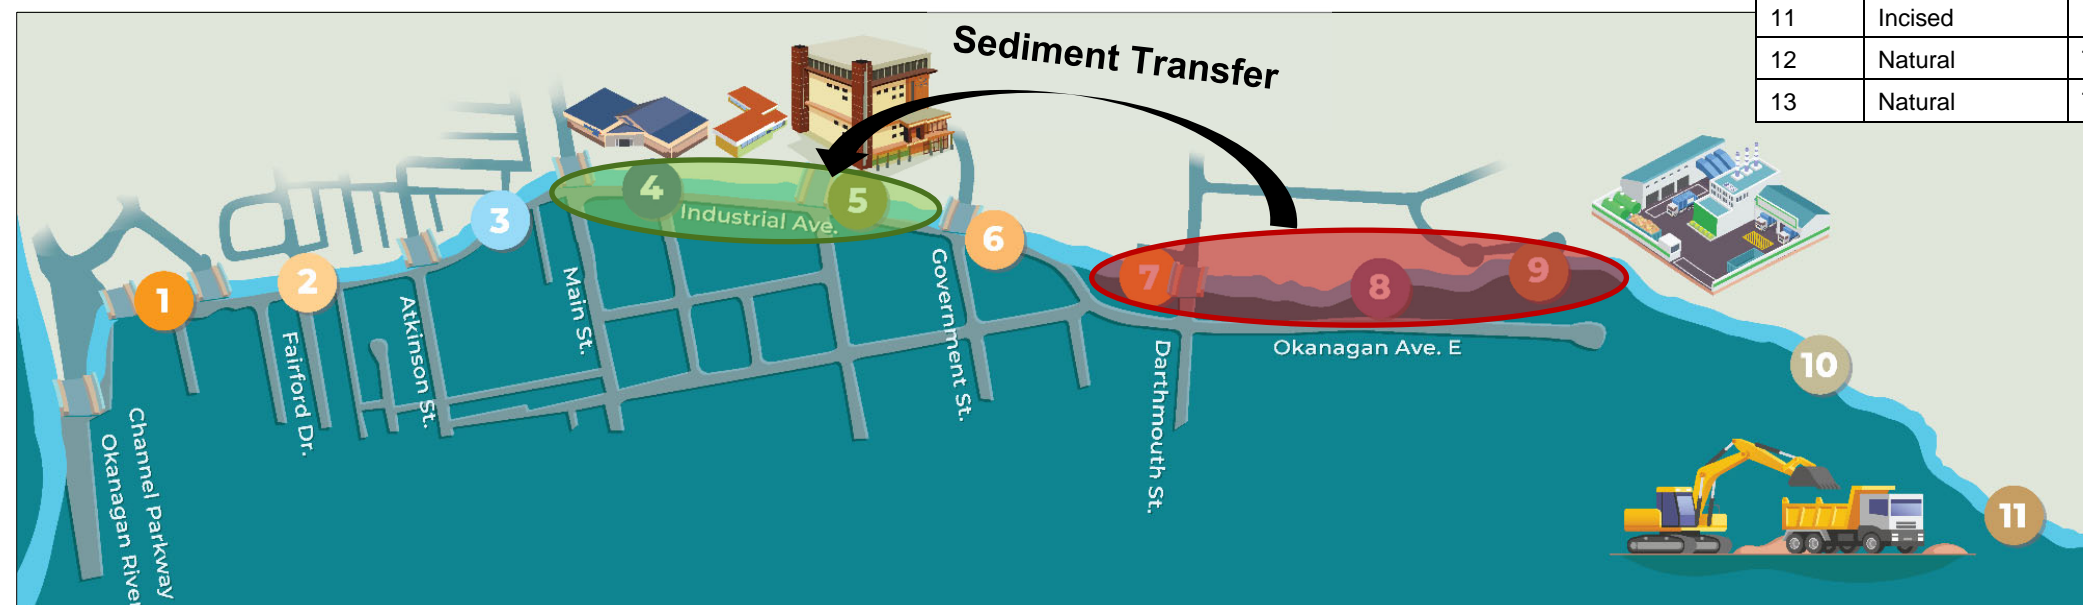 11 Incised
12 Natural
13 Natural
Sediment Transfer
1
2
3
4
5
6
7
8
9
10
11
Industrial Ave.
Okanagan Ave. E
Channel Parkway
Okanagan River
Fairford Dr.
Atkinson St.
Main St.
Government St.
Darthmouth St.